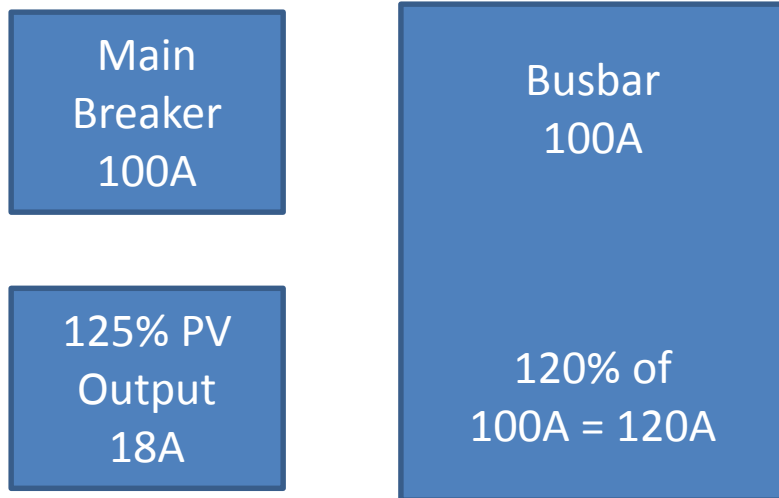 Main
Breaker
100A
Busbar
100A
125% PV
Output
18A
120% of
100A = 120A